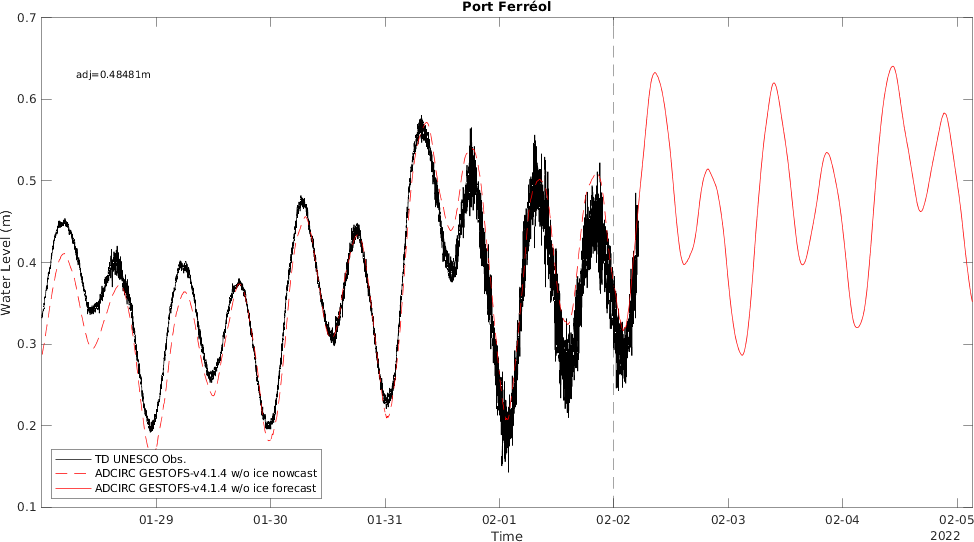 Port Ferréol
0.7
adj=0.48481m
0.6
0.5
0.4
0.3
0.2
0.1
Water Level (m)
TD UNESCO Obs.
ADCIRC GESTOFS-v4.1.4 w/o ice nowcast
ADCIRC GESTOFS-v4.1.4 w/o ice forecast
01-29 01-30 01-31 02-01 02-02 02-03 02-04 02-05
Time
2022